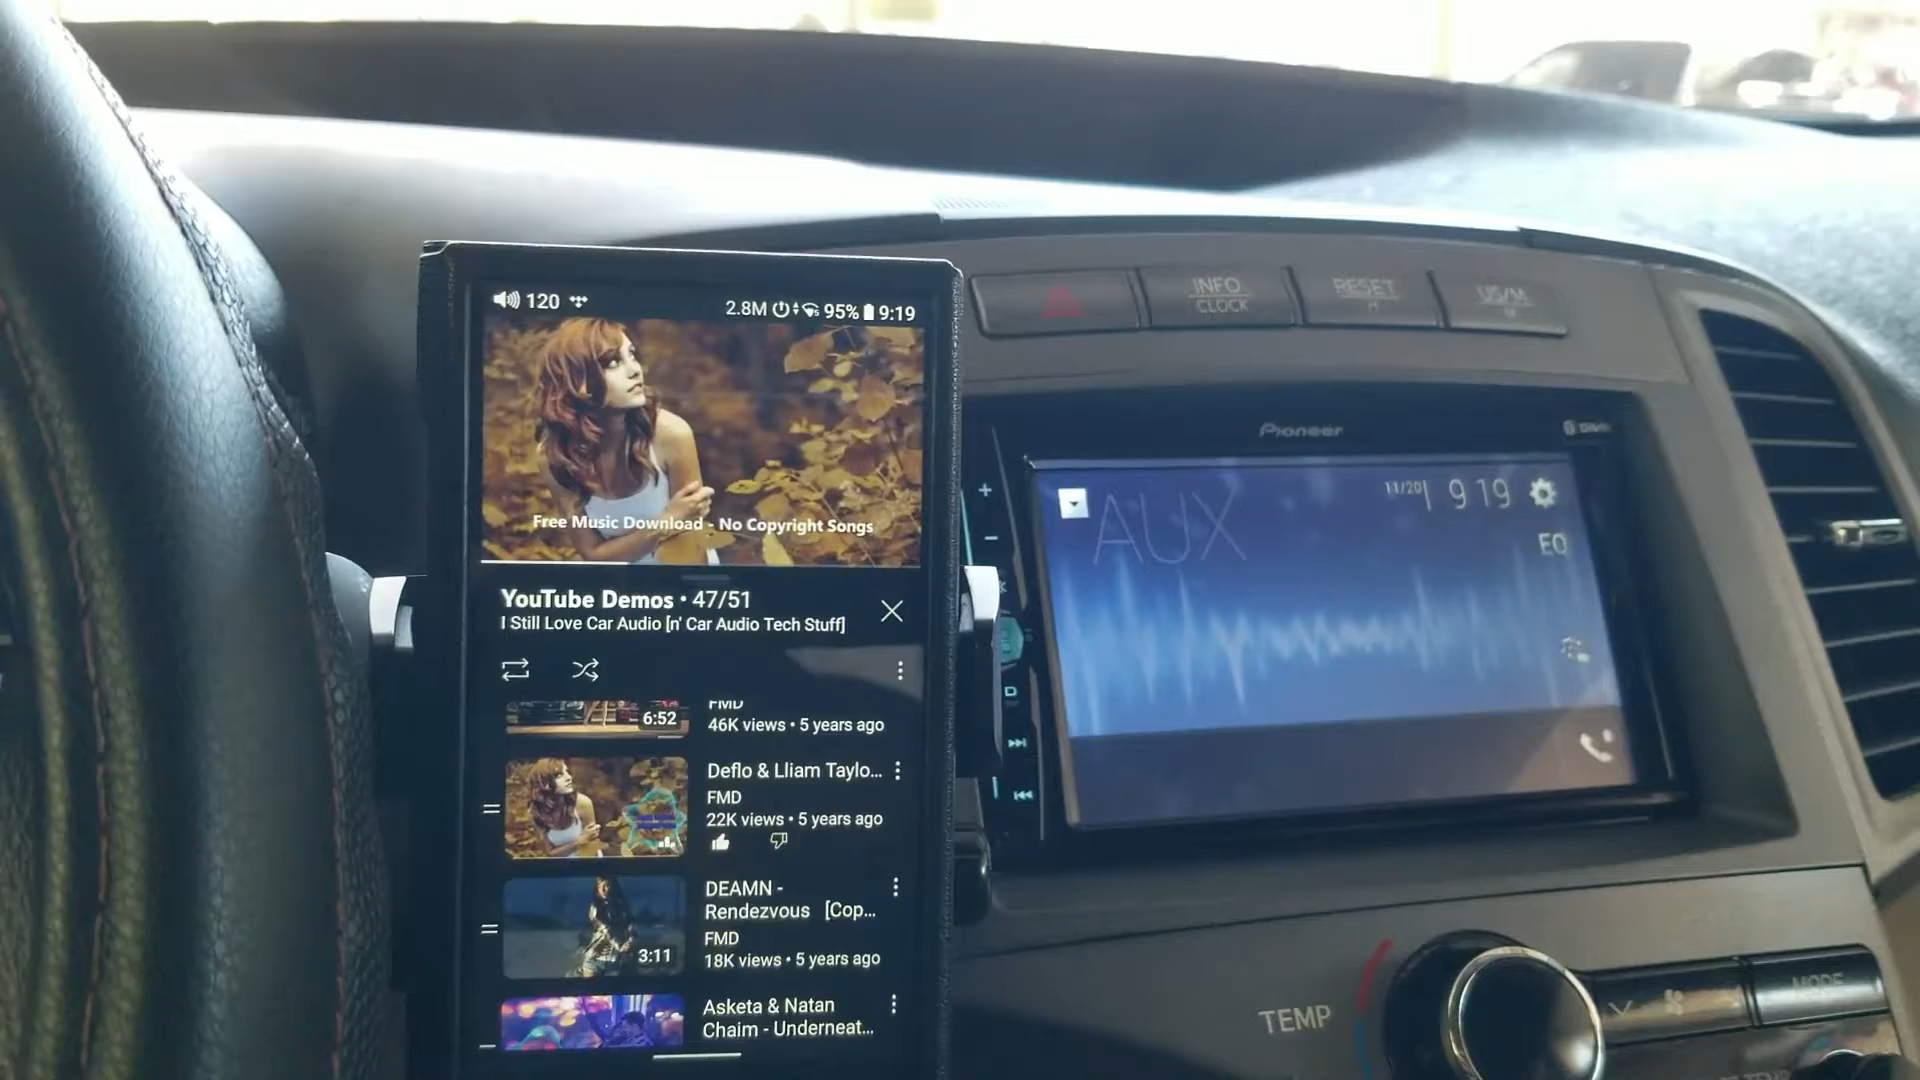 120
2.8M 95% 9:19
Free Music Download - No Copyright Songs
YouTube Demos • 47/51
I Still Love Car Audio [n' Car Audio Tech Stuff]
6:52
FMD
46K views • 5 years ago
Deflo & Lliam Taylo...
FMD
22K views • 5 years ago
DEAMN -
Rendezvous [Cop...
FMD
3:11
18K views • 5 years ago
Asketa & Natan
Chaim - Underneat...
INFO
CLOCK
RESET
US/M
Pioneer
+
-
D
AUX
11/20 9 19
EQ
TEMP
MODE